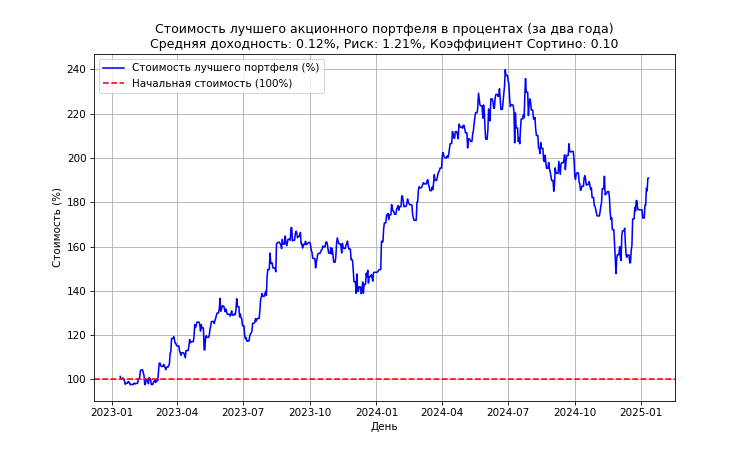 Стоимость лучшего акционного портфеля в процентах (за два года)
Средняя доходность: 0.12%, Риск: 1.21%, Коэффициент Сортино: 0.10
Стоимость лучшего портфеля (%)
Начальная стоимость (100%)
Стоимость (%)
240
220
200
180
160
140
120
100
2023-01 2023-04 2023-07 2023-10 2024-01 2024-04 2024-07 2024-10 2025-01
День